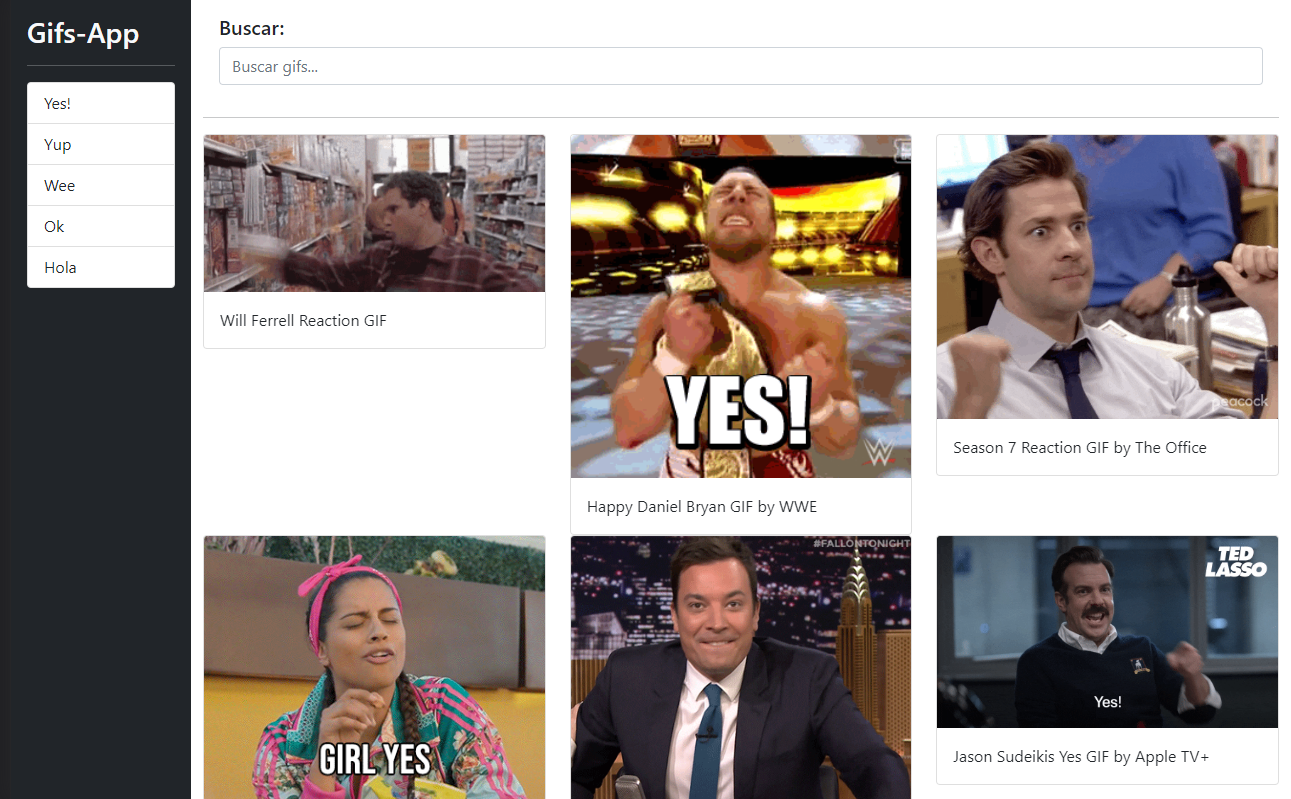 Gifs-App
Yes!
Yup
Wee
Ok
Hola
Buscar:
Buscar gifs...
Will Ferrell Reaction GIF
YES!
W
Happy Daniel Bryan GIF by WWE
peacock
Season 7 Reaction GIF by The Office
GIRL YES
#FALLONTONIGHT
TED
LASSO
Yes!
Jason Sudeikis Yes GIF by Apple TV+